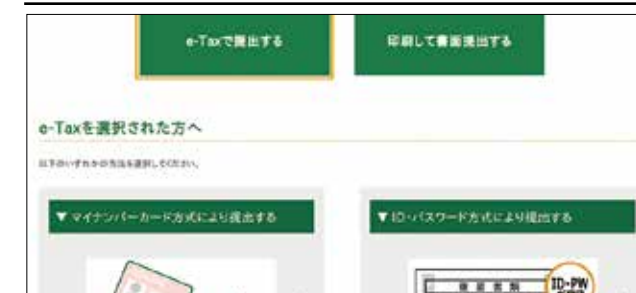 e-Taxで提出する
印刷して書面提出する
e-Taxを選択された方へ
以下のいずれかの方法を選択してください。
▼ マイナンバーカード方式により提出する
▼ ID・パスワード方式により提出する
ID-PW